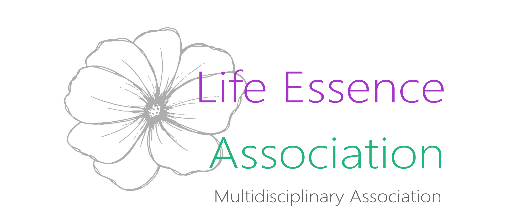 Life Essence
Association
Multidisciplinary Association